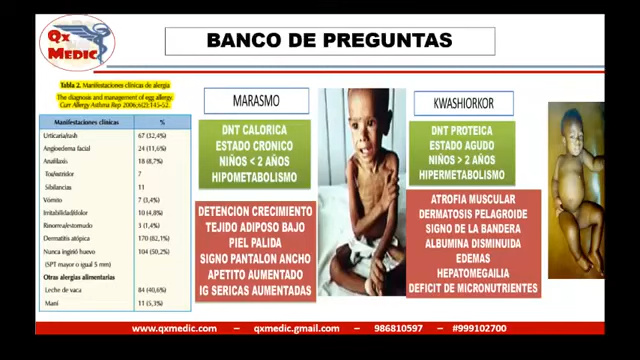 Qx
MEDIC
BANCO DE PREGUNTAS
Tabla 2. Manifestaciones clínicas de alergia
The diagnosis and management of egg allergy.
Curr Allergy Asthma Rep 2006;6(2):145-52.
Manifestaciones clínicas %
Urticaria/rash 67 (32,4%)
Angioedema facial 24 (11,6%)
Anafilaxis 18 (8,7%)
Tos/estridor 7
Sibilancias 11
Vómito 7 (3,4%)
Irritabilidad/dolor 10 (4,8%)
Rinorrea/estornudo 3 (1,4%)
Dermatitis atópica 170 (82,1%)
Nunca ingirió huevo 104 (50,2%)
(SPT mayor o igual 5 mm)
Otras alergias alimentarias
Leche de vaca 84 (40,6%)
Maní 11 (5,3%)
MARASMO
DNT CALORICA
ESTADO CRONICO
NIÑOS < 2 AÑOS
HIPOMETABOLISMO
DETENCION CRECIMIENTO
TEJIDO ADIPOSO BAJO
PIEL PALIDA
SIGNO PANTALON ANCHO
APETITO AUMENTADO
IG SERICAS AUMENTADAS
KWASHIORKOR
DNT PROTEICA
ESTADO AGUDO
NIÑOS > 2 AÑOS
HIPERMETABOLISMO
ATROFIA MUSCULAR
DERMATOSIS PELAGROIDE
SIGNO DE LA BANDERA
ALBUMINA DISMINUIDA
EDEMAS
HEPATOMEGAILIA
DEFICIT DE MICRONUTRIENTES
www.qxmedic.com – qxmedic.gmail.com – 986810597 – #999102700